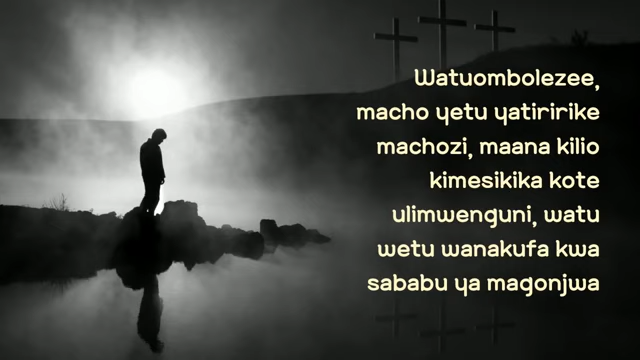 Watuombolezee,
macho yetu yatiririke
machozi, maana kilio
kimesikika kote
ulimwenguni, watu
wetu wanakufa kwa
sababu ya magonjwa